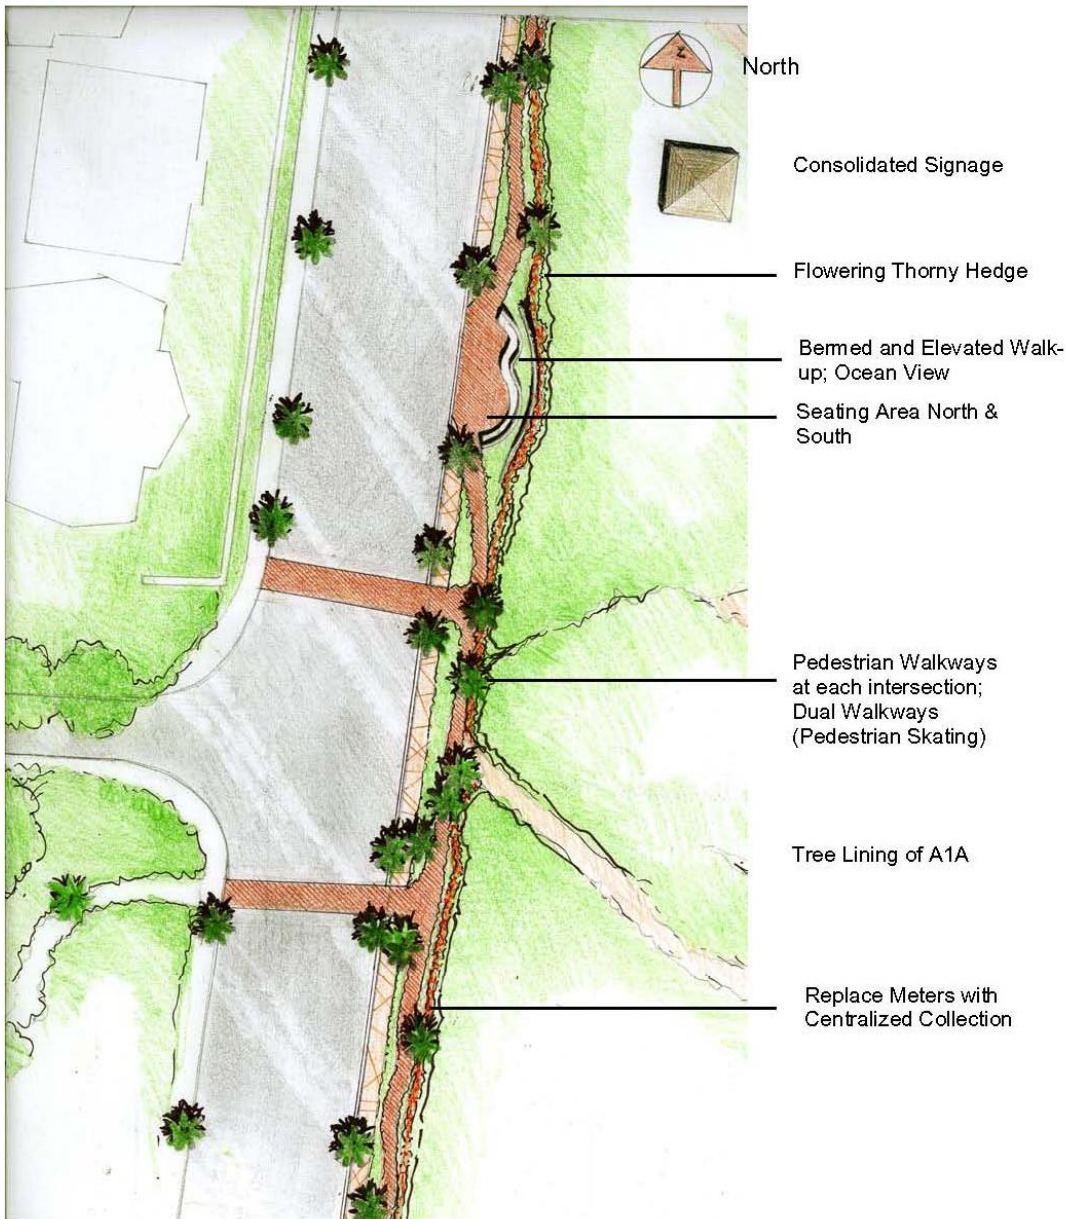 North
Consolidated Signage
Flowering Thorny Hedge
Bermed and Elevated Walk-
up; Ocean View
Seating Area North &
South
Pedestrian Walkways
at each intersection;
Dual Walkways
(Pedestrian Skating)
Tree Lining of A1A
Replace Meters with
Centralized Collection